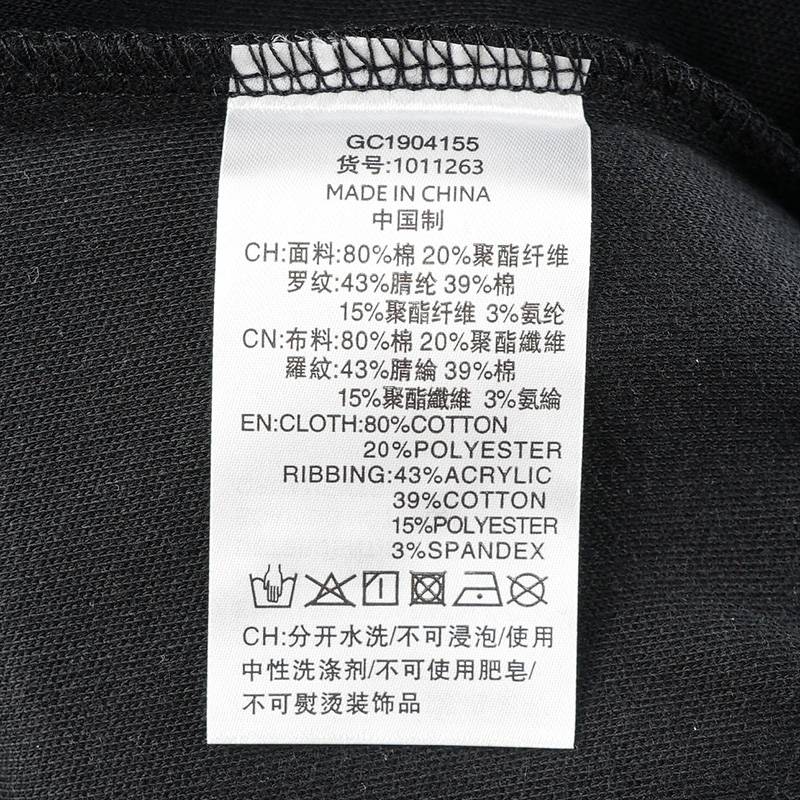 GC1904155
货号:1011263
MADE IN CHINA
中国制
CH:面料:80%棉 20%聚酯纤维
罗纹:43%腈纶 39%棉
15%聚酯纤维 3%氨纶
CN:布料:80%棉 20%聚酯纖維
羅紋:43%腈綸 39%棉
15%聚酯纖維 3%氨綸
EN:CLOTH:80%COTTON
20%POLYESTER
RIBBING:43%ACRYLIC
39%COTTON
15%POLYESTER
3%SPANDEX
CH:分开水洗/不可浸泡/使用
中性洗涤剂/不可使用肥皂/
不可熨烫装饰品